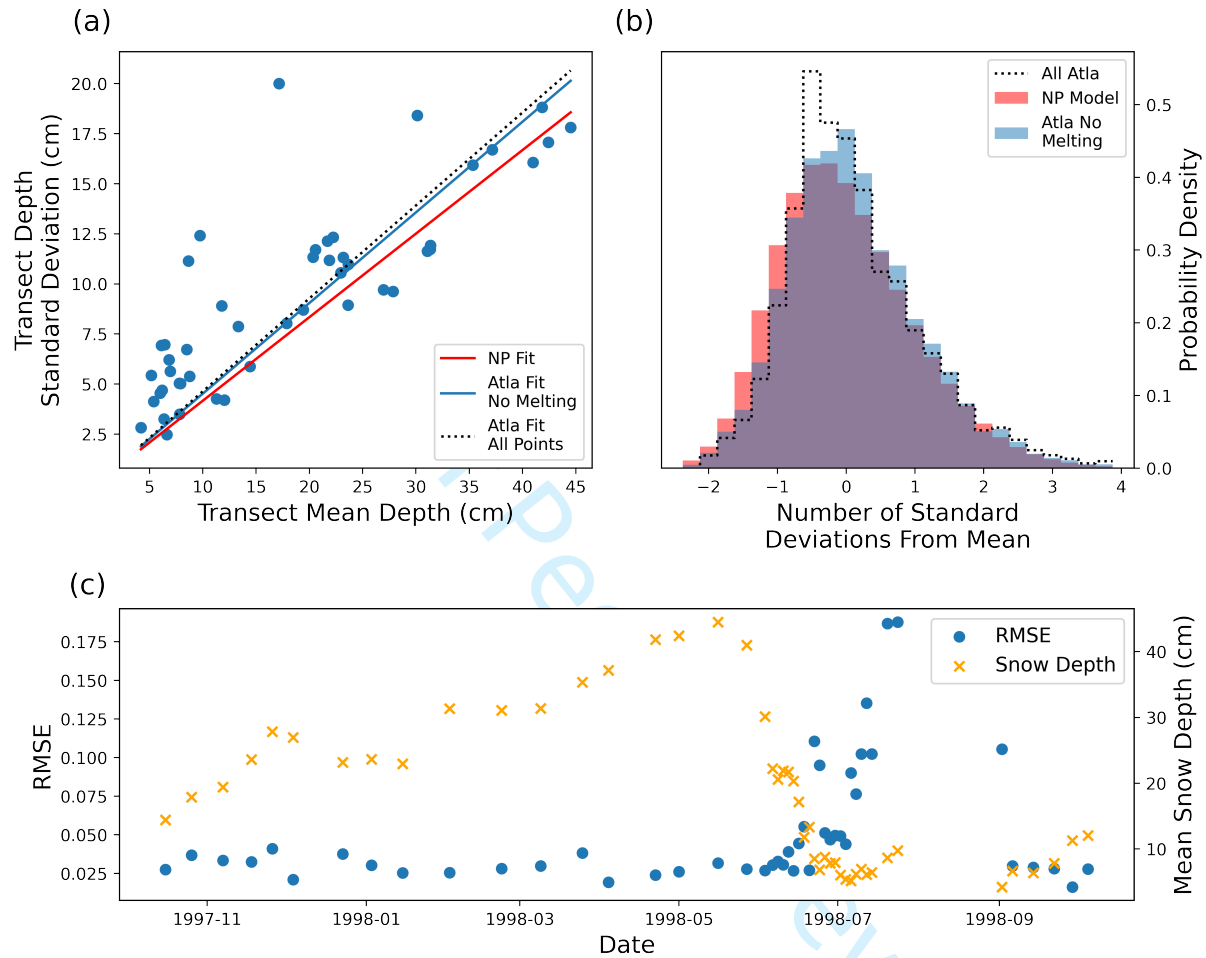 (a)
Transect Depth
Standard Deviation (cm)
20.0
17.5
15.0
12.5
10.0
7.5
5.0
2.5
NP Fit
Atla Fit
No Melting
Atla Fit
All Points
5 10 15 20 25 30 35 40 45
Transect Mean Depth (cm)
(b)
All Atla
NP Model
Atla No
Melting
0.5
0.4
0.3
0.2
0.1
0.0
Probability Density
−2 −1 0 1 2 3 4
Number of Standard
Deviations From Mean
(c)
RMSE
0.175
0.150
0.125
0.100
0.075
0.050
0.025
RMSE
Snow Depth
40
30
20
10
Mean Snow Depth (cm)
1997-11 1998-01 1998-03 1998-05 1998-07 1998-09
Date